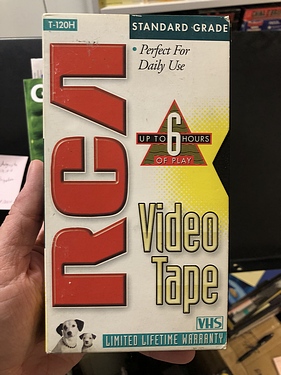 T-120H
STANDARD GRADE
• Perfect For
Daily Use
RCA
UP TO 6 HOURS
OF PLAY
Video
Tape
VHS
LIMITED LIFETIME WARRANTY